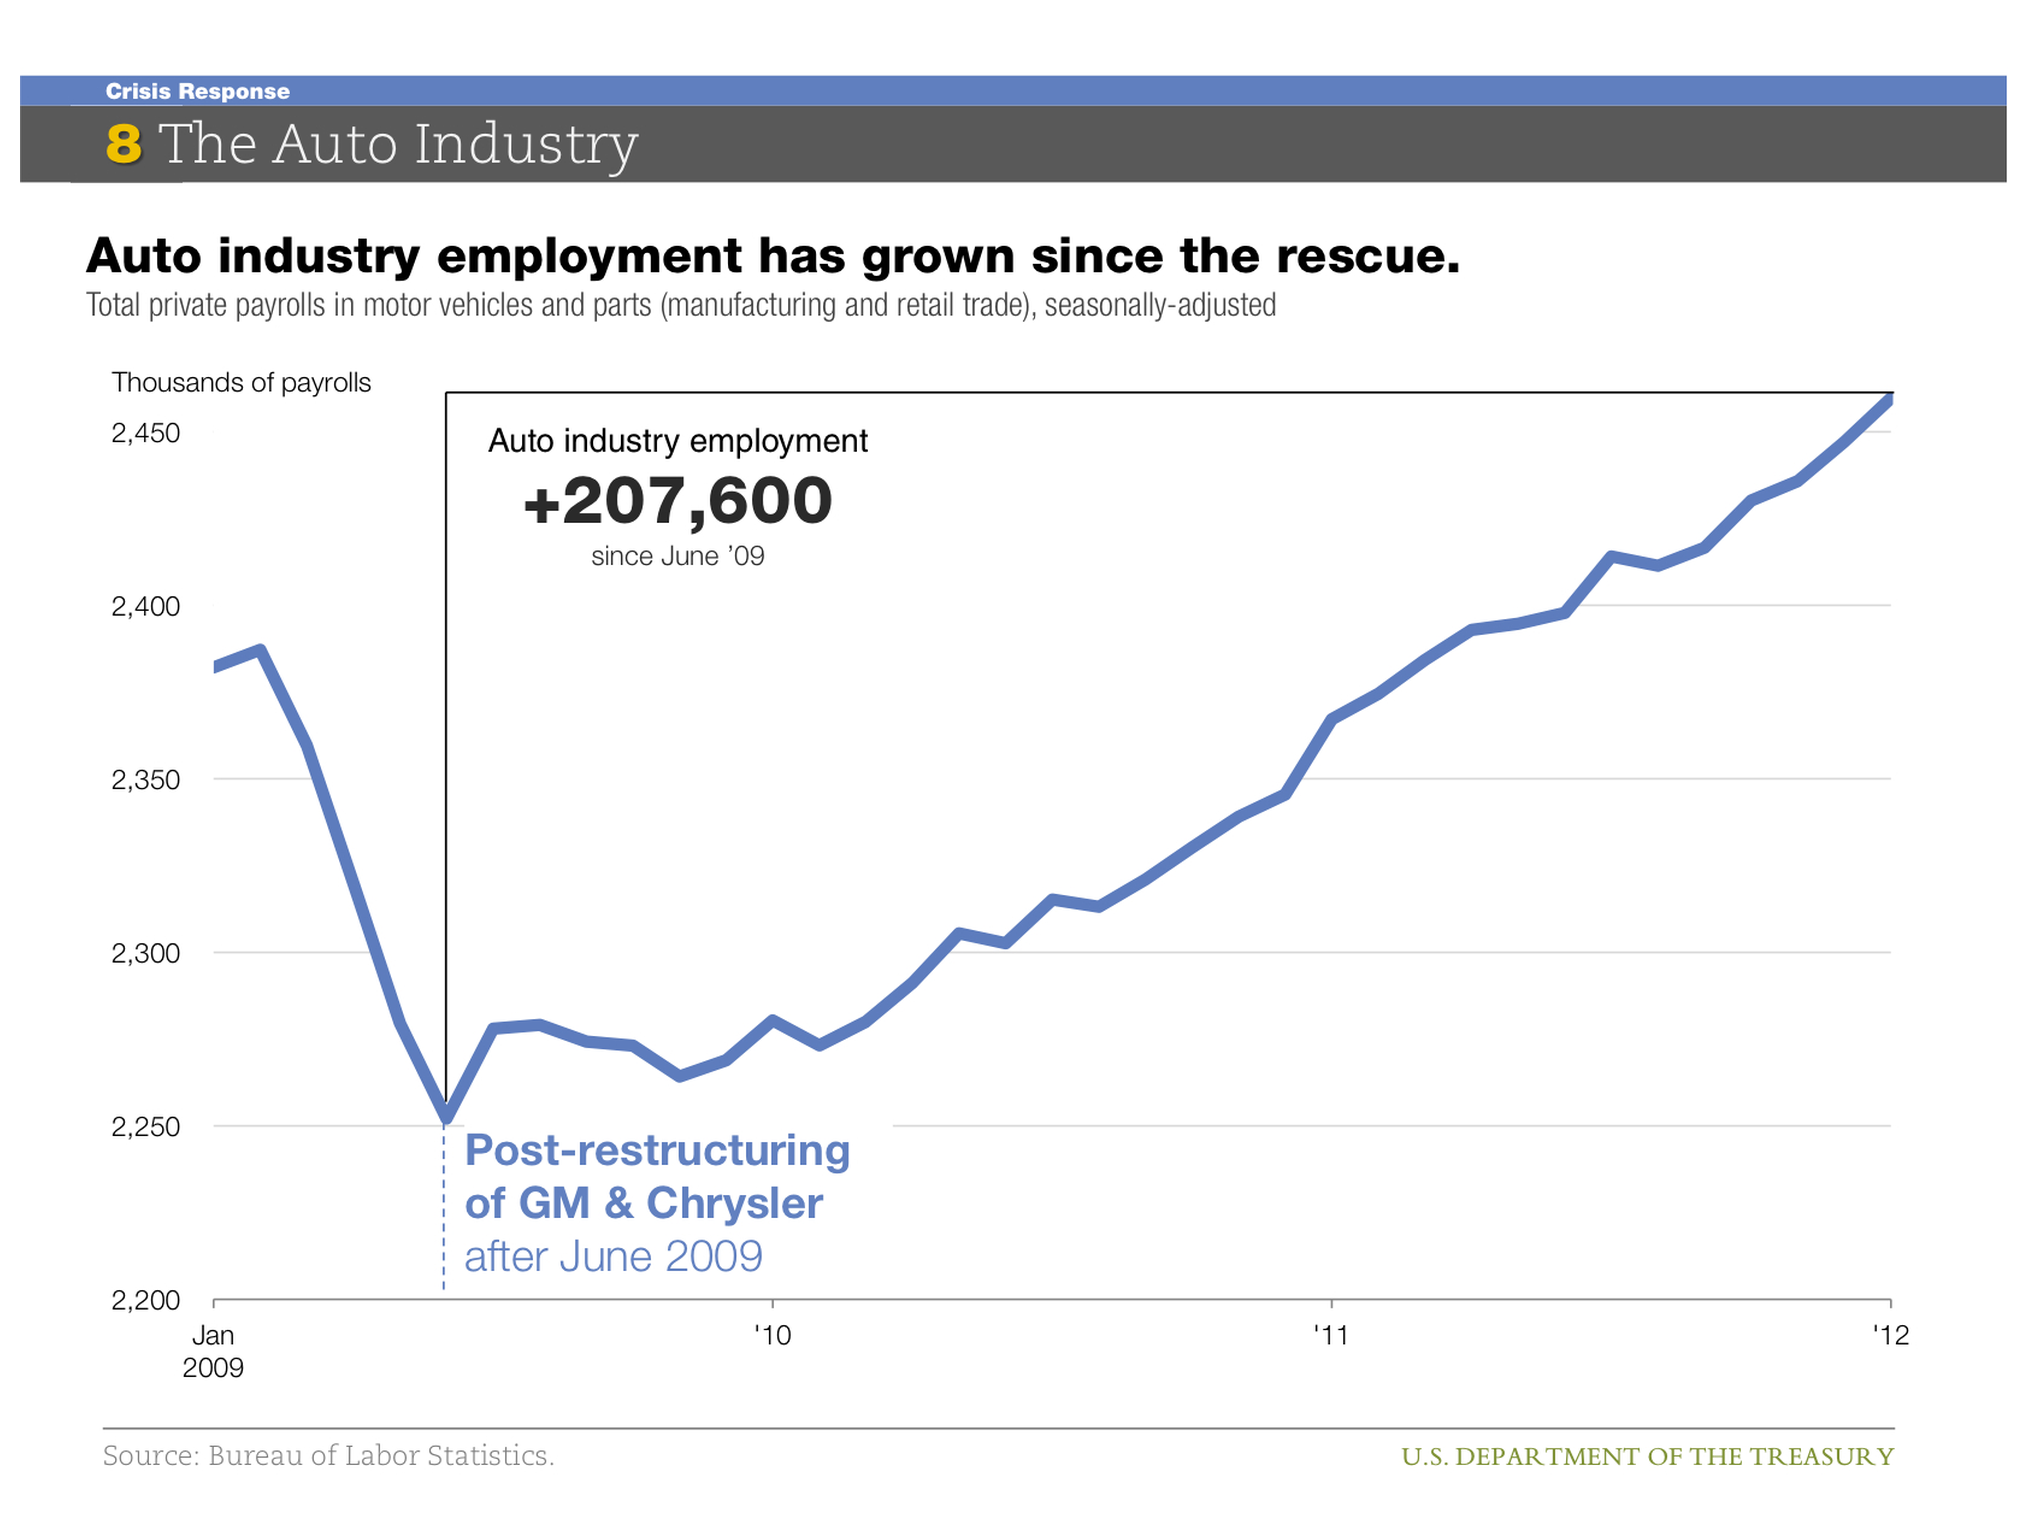 Crisis Response
8 The Auto Industry
Auto industry employment has grown since the rescue.
Total private payrolls in motor vehicles and parts (manufacturing and retail trade), seasonally-adjusted
Thousands of payrolls
2,450
2,400
2,350
2,300
2,250
2,200
Auto industry employment
+207,600
since June ’09
Post-restructuring
of GM & Chrysler
after June 2009
Jan
2009
'10
'11
'12
Source: Bureau of Labor Statistics.
U.S. DEPARTMENT OF THE TREASURY